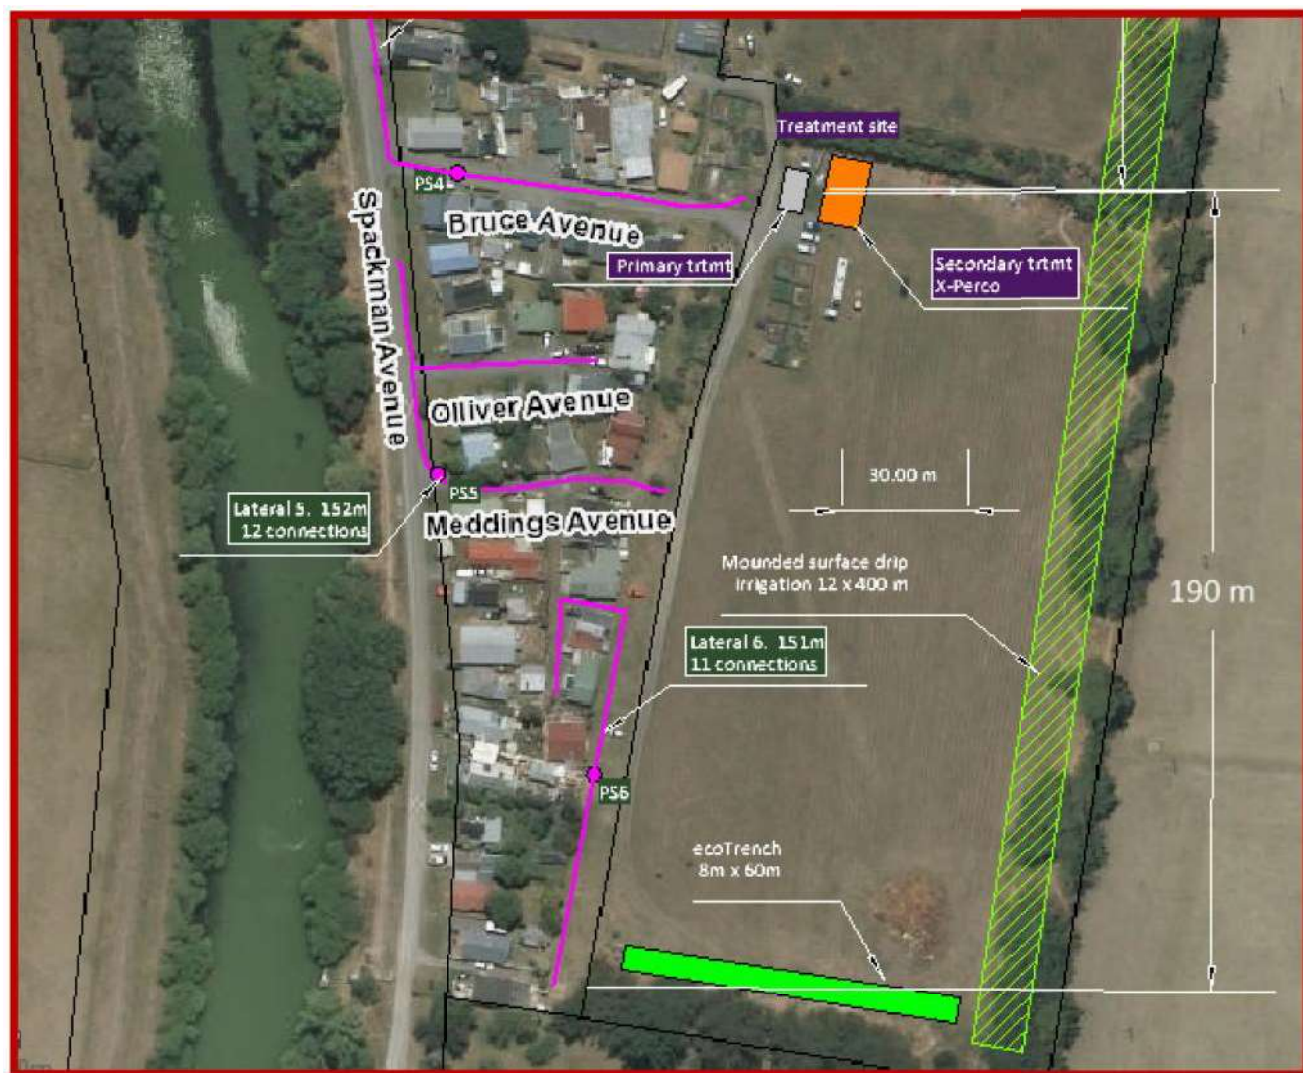 Treatment site
PS4
Spackman Avenue
Bruce Avenue
Primary trtmt
Secondary trtmt
X-Perco
Olliver Avenue
30.00 m
PS5
Lateral 5. 152m
12 connections
Meddings Avenue
Mounded surface drip
irrigation 12 x 400 m
190 m
Lateral 6. 151m
11 connections
PS6
ecoTrench
8m x 60m